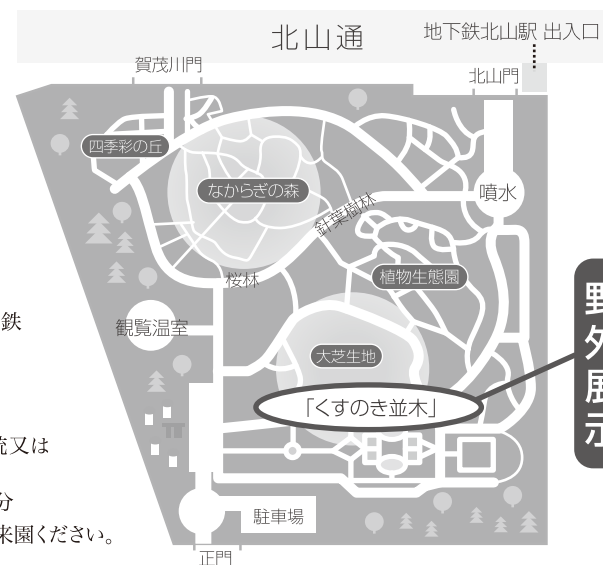 北山通
地下鉄北山駅 出入口
賀茂川門
北山門
四季彩の丘
なからぎの森
噴水
針葉樹林
植物生態園
桜林
観覧温室
大芝生地
「くすのき並木」
野外展示
駐車場
正門
鉄
又は
分
来園ください。